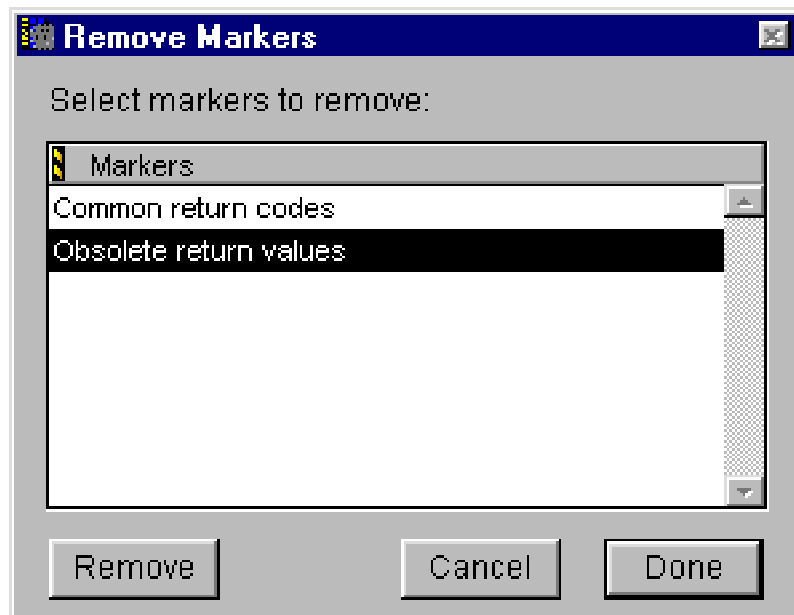 Remove Markers
Select markers to remove:
Markers
Common return codes
Obsolete return values
Remove Cancel Done